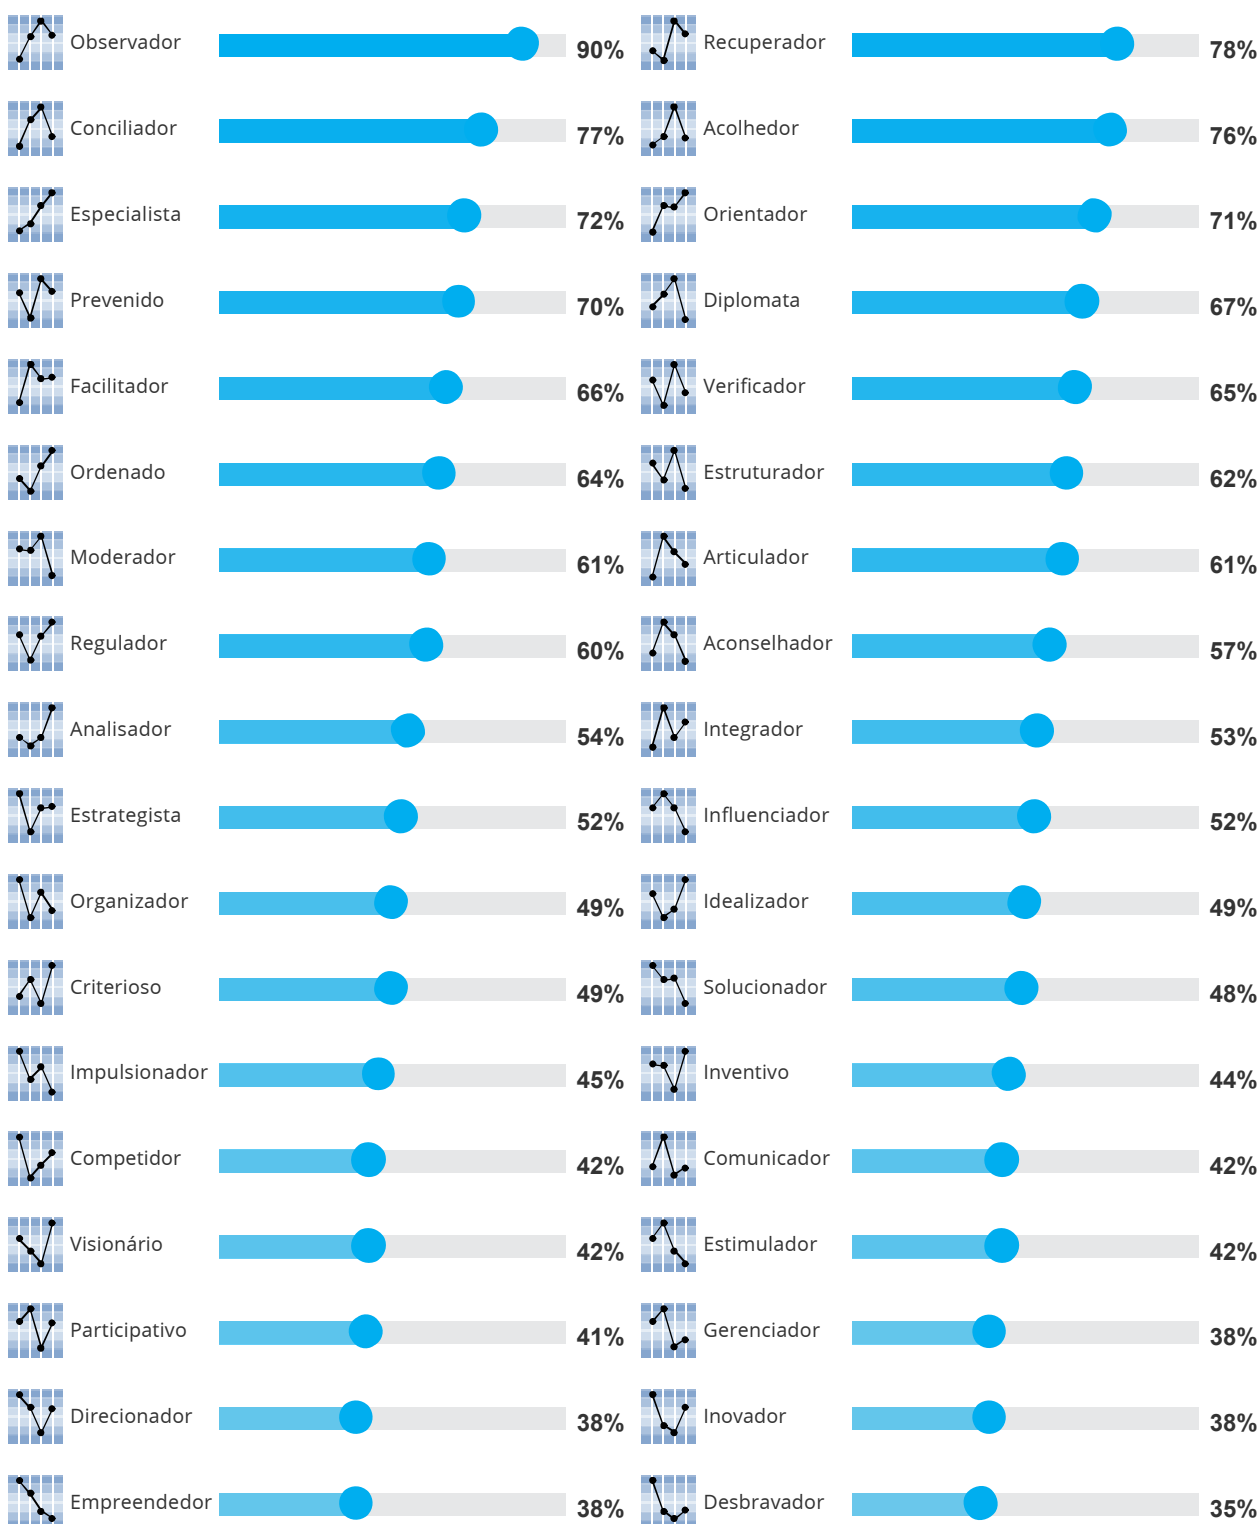 Observador 90% Recuperador 78%
Conciliador 77% Acolhedor 76%
Especialista 72% Orientador 71%
Prevenido 70% Diplomata 67%
Facilitador 66% Verificador 65%
Ordenado 64% Estruturador 62%
Moderador 61% Articulador 61%
Regulador 60% Aconselhador 57%
Analisador 54% Integrador 53%
Estrategista 52% Influenciador 52%
Organizador 49% Idealizador 49%
Criterioso 49% Solucionador 48%
Impulsionador 45% Inventivo 44%
Competidor 42% Comunicador 42%
Visionário 42% Estimulador 42%
Participativo 41% Gerenciador 38%
Direcionador 38% Inovador 38%
Empreendedor 38% Desbravador 35%